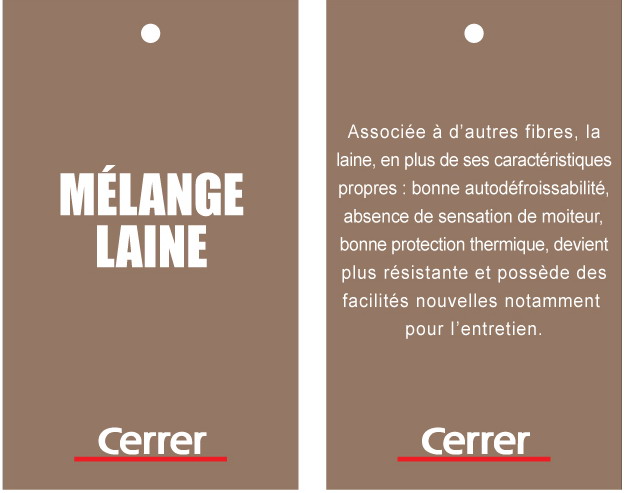 MÉLANGE
LAINE
Cerrer
Associée à d'autres fibres, la
laine, en plus de ses caractéristiques
propres : bonne autodéfroissabilité,
absence de sensation de moiteur,
bonne protection thermique, devient
plus résistante et possède des
facilités nouvelles notamment
pour l'entretien.
Cerrer